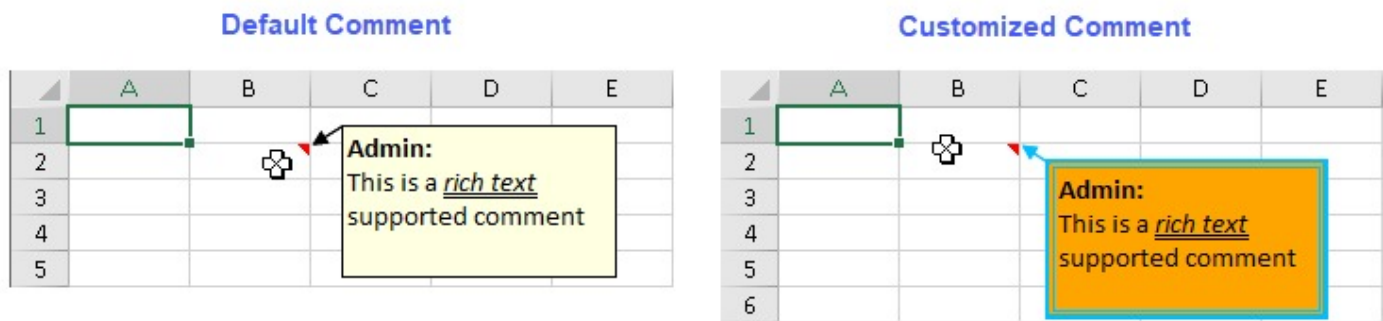 Default Comment
A B C D E
1
2
3
4
5
Admin:
This is a rich text
supported comment
Customized Comment
A B C D E
1
2
3
4
5
6
Admin:
This is a rich text
supported comment